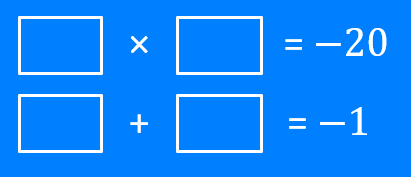 × = −20
+ = −1